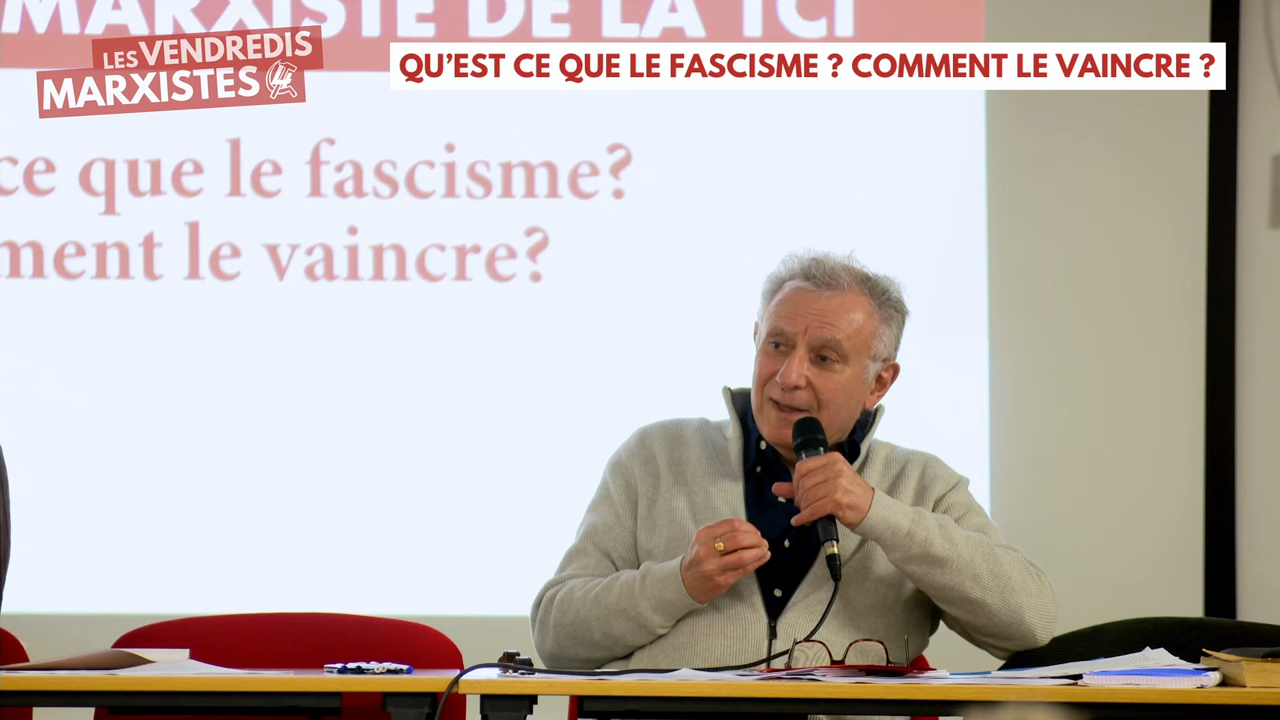 MARXISTE DE LA TCI
LES VENDREDIS
MARXISTES
QU'EST CE QUE LE FASCISME ? COMMENT LE VAINCRE ?
ce que le fascisme?
ment le vaincre?